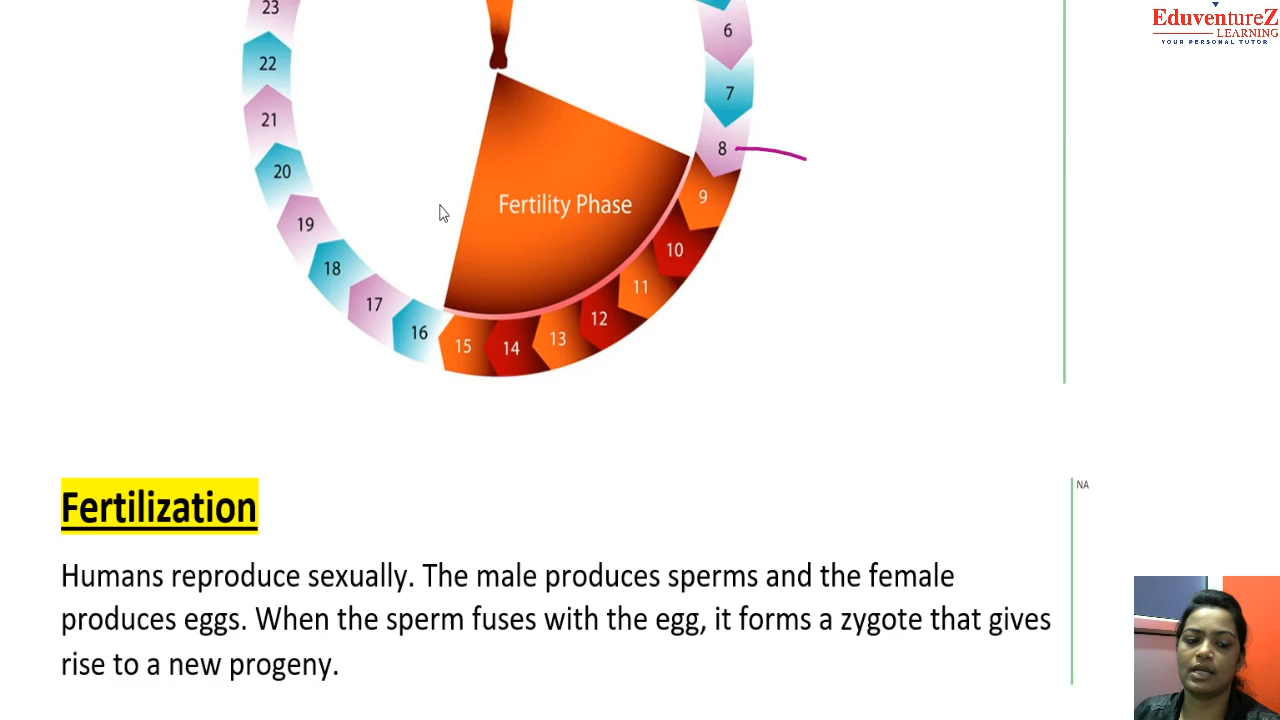 EduventureZ
LEARNING
YOUR PERSONAL TUTOR
23
22
21
20
19
18
17
16
15
14
13
12
11
10
9
8
7
6
Fertility Phase
Fertilization
NA
Humans reproduce sexually. The male produces sperms and the female
produces eggs. When the sperm fuses with the egg, it forms a zygote that gives
rise to a new progeny.